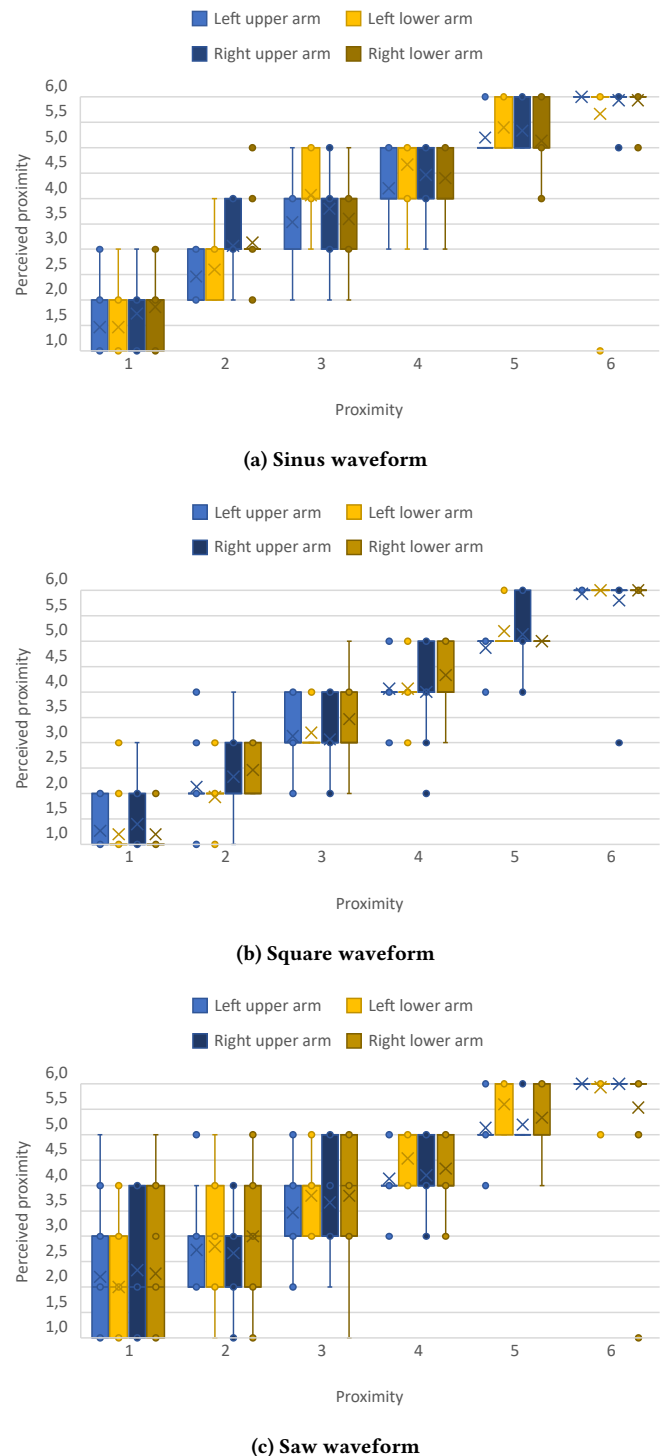 Left upper arm Left lower arm
Right upper arm Right lower arm
6,0
5,5
5,0
4,5
4,0
3,5
3,0
2,5
2,0
1,5
1,0
Perceived proximity
1 2 3 4 5 6
Proximity
(a) Sinus waveform
Left upper arm Left lower arm
Right upper arm Right lower arm
6,0
5,5
5,0
4,5
4,0
3,5
3,0
2,5
2,0
1,5
1,0
Perceived proximity
1 2 3 4 5 6
Proximity
(b) Square waveform
Left upper arm Left lower arm
Right upper arm Right lower arm
6,0
5,5
5,0
4,5
4,0
3,5
3,0
2,5
2,0
1,5
1,0
Perceived proximity
1 2 3 4 5 6
Proximity
(c) Saw waveform